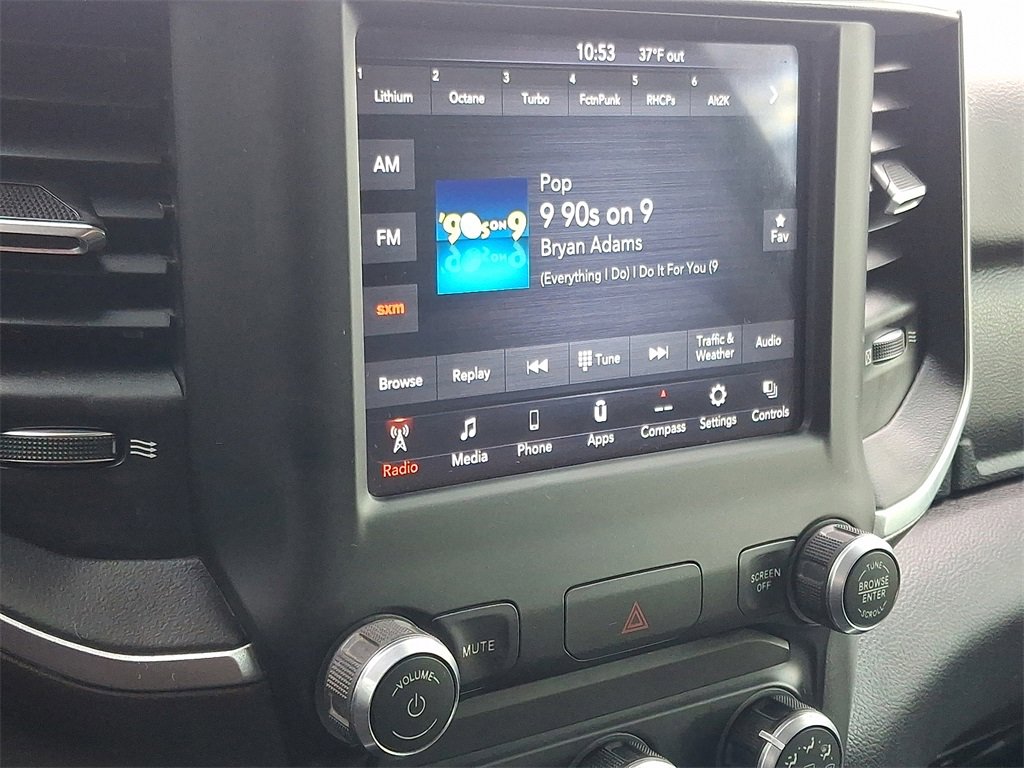 10:53 37°F out
1 2 3 4 5 6
Lithium Octane Turbo FctnPunk RHCPs Alt2K
AM
FM
sxm
'90s ON 9
Pop
9 90s on 9
Bryan Adams
(Everything I Do) I Do It For You (9
Fav
Browse Replay Tune Traffic & Weather Audio
Radio Media Phone Apps Compass Settings Controls
VOLUME
MUTE
SCREEN
OFF
TUNE
BROWSE
ENTER
SCROLL